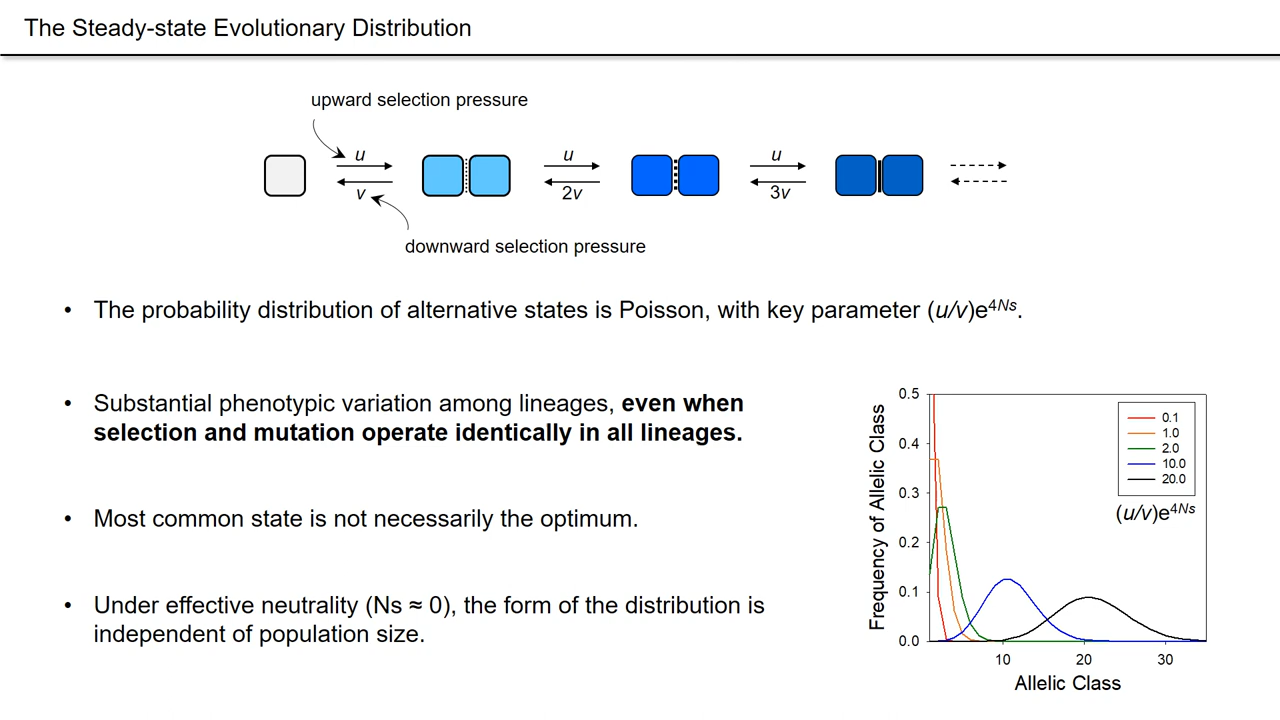 The Steady-state Evolutionary Distribution
upward selection pressure
u
u
u
v
2v
3v
downward selection pressure
• The probability distribution of alternative states is Poisson, with key parameter (u/v)e4Ns.
• Substantial phenotypic variation among lineages, even when
selection and mutation operate identically in all lineages.
• Most common state is not necessarily the optimum.
• Under effective neutrality (Ns ≈ 0), the form of the distribution is
independent of population size.
Frequency of Allelic Class
0.5
0.4
0.3
0.2
0.1
0.0
0.1
1.0
2.0
10.0
20.0
(u/v)e4Ns
10
20
30
Allelic Class